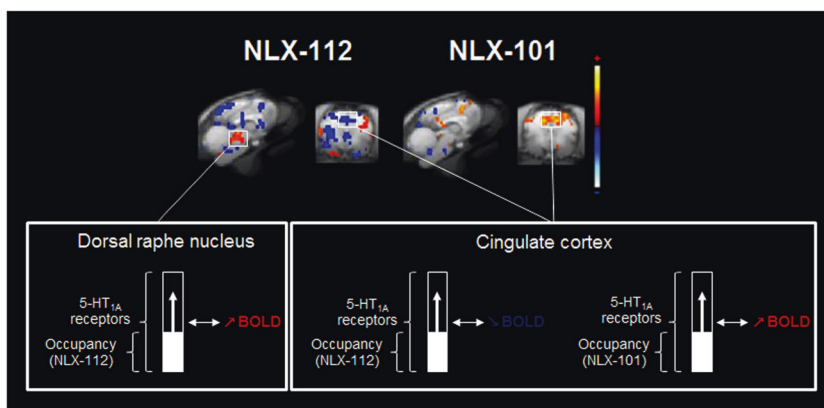 NLX-112 NLX-101
+
-
Dorsal raphe nucleus
5-HT1A
receptors
Occupancy
(NLX-112)
↗ BOLD
Cingulate cortex
5-HT1A
receptors
Occupancy
(NLX-112)
↘ BOLD
5-HT1A
receptors
Occupancy
(NLX-101)
↗ BOLD